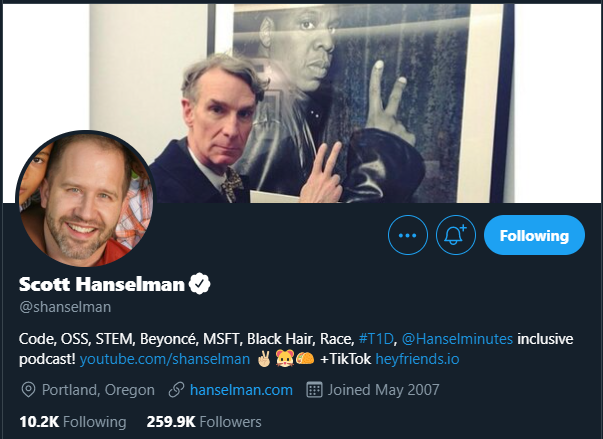 Following
Scott Hanselman
@shanselman
Code, OSS, STEM, Beyoncé, MSFT, Black Hair, Race, #T1D, @Hanselminutes inclusive
podcast! youtube.com/shanselman ✌🏻🐹🌮 +TikTok heyfriends.io
Portland, Oregon hanselman.com Joined May 2007
10.2K Following 259.9K Followers